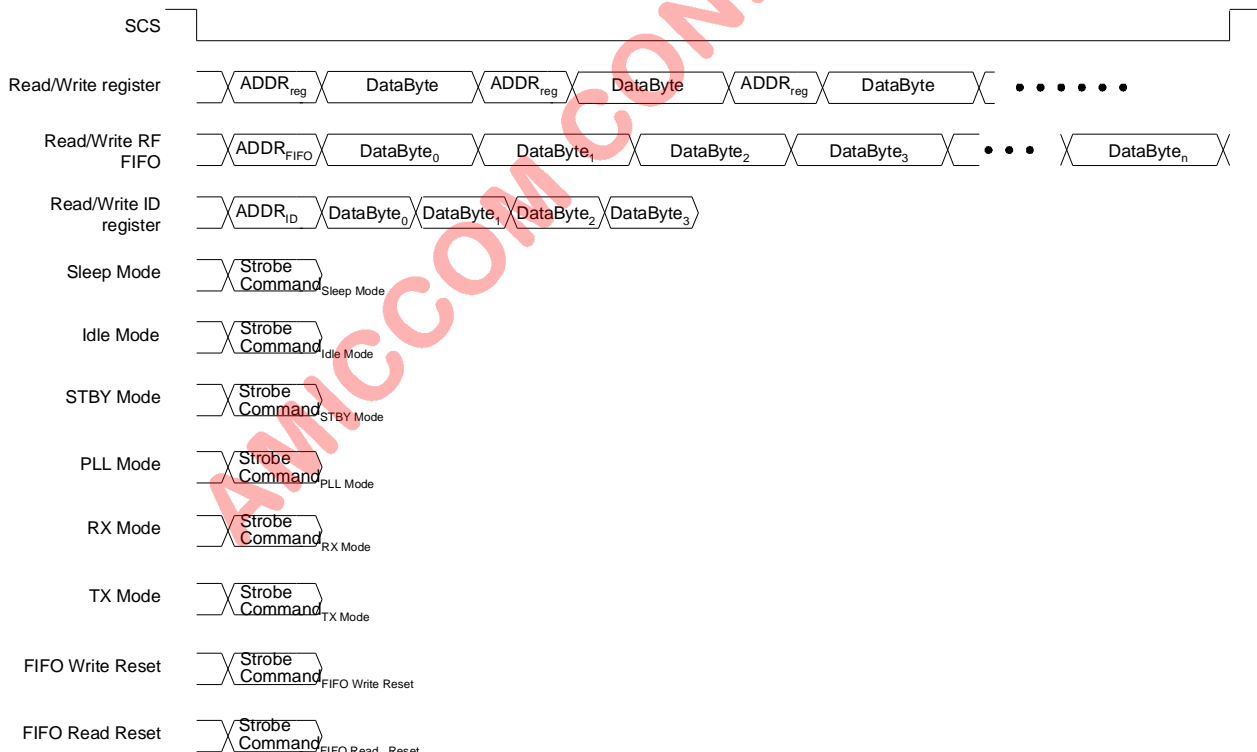 SCS
Read/Write register ADDRreg DataByte ADDRreg DataByte ADDRreg DataByte
Read/Write RF
FIFO ADDRFIFO DataByte0 DataByte1 DataByte2 DataByte3 DataByten
Read/Write ID
register ADDRID DataByte0 DataByte1 DataByte2 DataByte3
Sleep Mode Strobe
CommandSleep Mode
Idle Mode Strobe
CommandIdle Mode
STBY Mode Strobe
CommandSTBY Mode
PLL Mode Strobe
CommandPLL Mode
RX Mode Strobe
CommandRX Mode
TX Mode Strobe
CommandTX Mode
FIFO Write Reset Strobe
CommandFIFO Write Reset
FIFO Read Reset Strobe
CommandFIFO Read Reset
AMICCOM